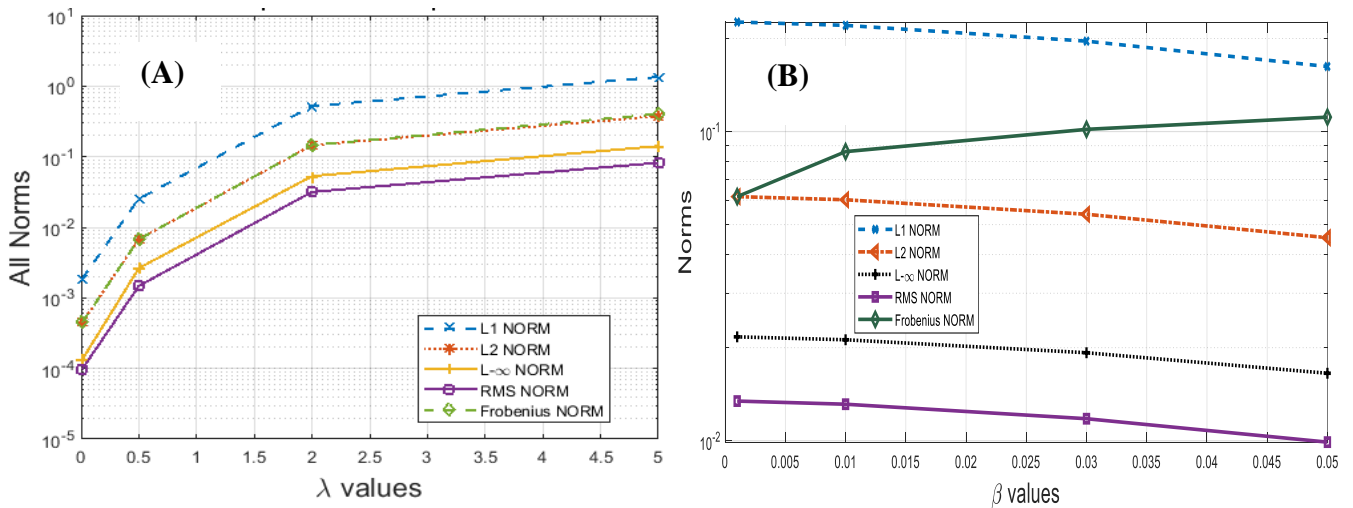 (A)
All Norms
10^1
10^0
10^-1
10^-2
10^-3
10^-4
10^-5
0 0.5 1 1.5 2 2.5 3 3.5 4 4.5 5
λ values
L1 NORM
L2 NORM
L-∞ NORM
RMS NORM
Frobenius NORM
(B)
Norms
10^-1
10^-2
0 0.005 0.01 0.015 0.02 0.025 0.03 0.035 0.04 0.045 0.05
β values
L1 NORM
L2 NORM
L-∞ NORM
RMS NORM
Frobenius NORM